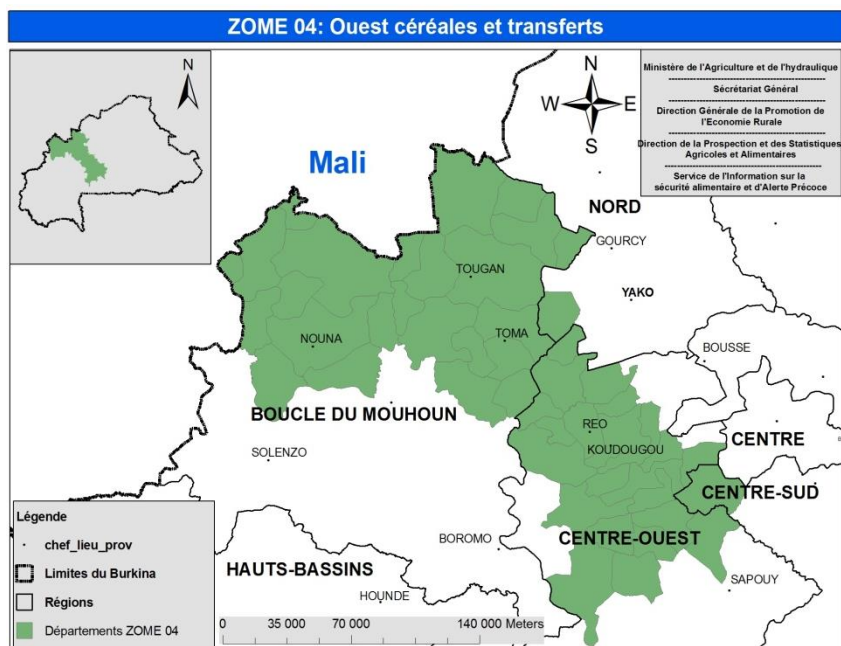 ZOME 04: Ouest céréales et transferts
N
N
W E
S
Ministère de l'Agriculture et de l'hydraulique
Sécrétariat Général
Direction Générale de la Promotion de
l'Economie Rurale
Direction de la Prospection et des Statistiques
Agricoles et Alimentaires
Service de l'Information sur la
sécurité alimentaire et d'Alerte Précoce
Mali
NORD
GOURCY
TOUGAN
YAKO
NOUNA
TOMA
BOUSSE
BOUCLE DU MOUHOUN
REO
CENTRE
KOUDOUGOU
SOLENZO
CENTRE-SUD
BOROMO
CENTRE-OUEST
HAUTS-BASSINS
SAPOUY
HOUNDE
Légende
chef_lieu_prov
Limites du Burkina
Régions
Départements ZOME 04
0 35 000 70 000 140 000 Meters